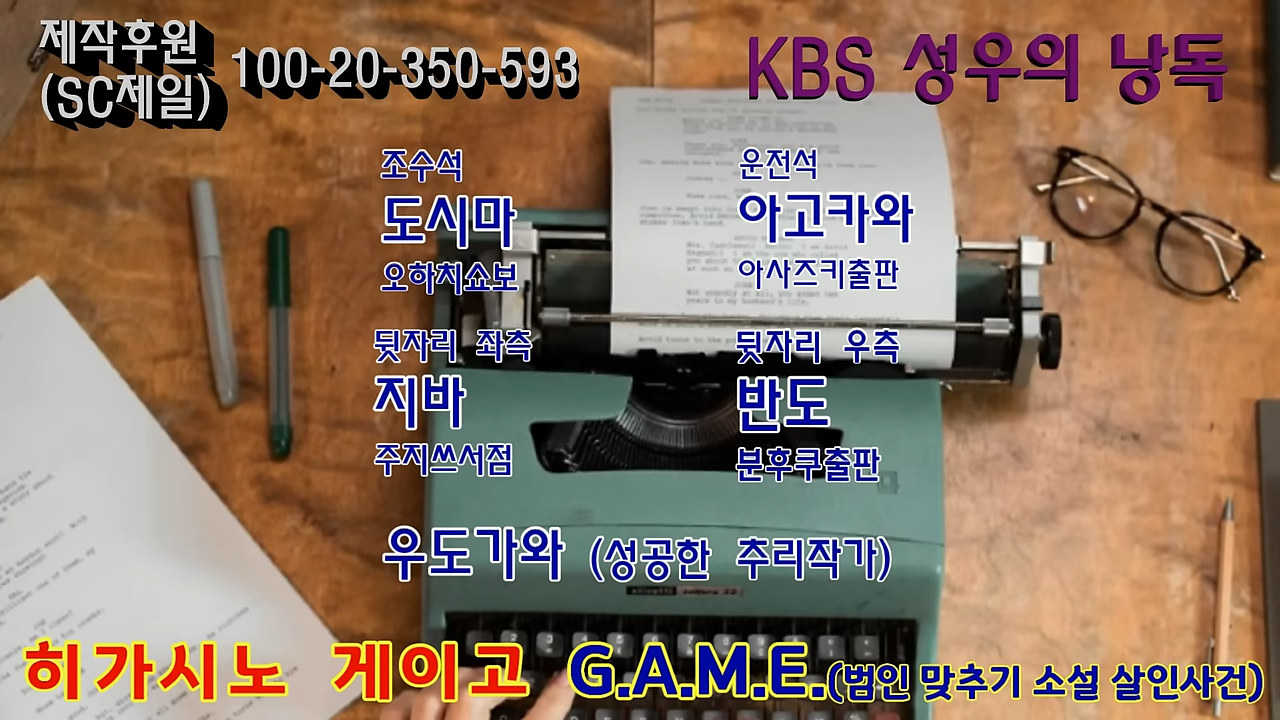 제작후원
(SC제일)
100-20-350-593
KBS 성우의 낭독
조수석
도시마
오하치쇼보
운전석
아고카와
아사즈키출판
뒷자리 좌측
지바
주지쓰서점
뒷자리 우측
반도
분후쿠출판
우도가와 (성공한 추리작가)
olivetti
히가시노 게이고 G.A.M.E.(범인 맞추기 소설 살인사건)